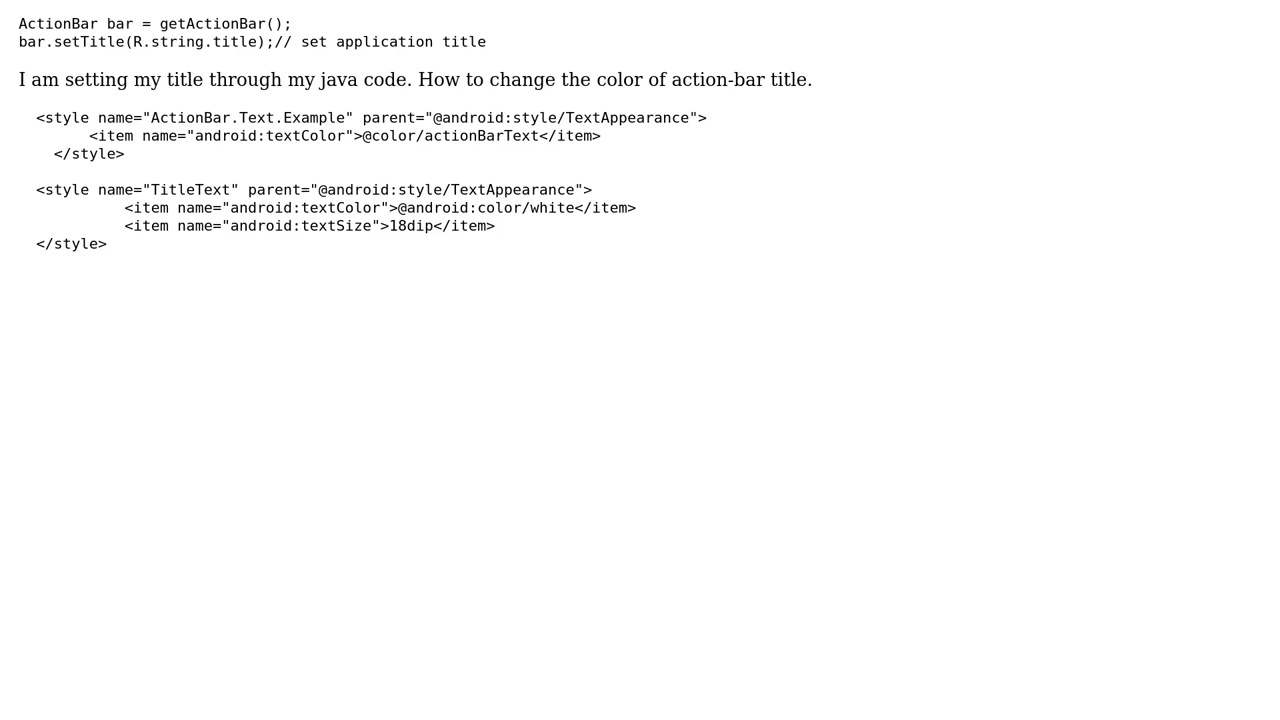 ActionBar bar = getActionBar();
bar.setTitle(R.string.title);// set application title
I am setting my title through my java code. How to change the color of action-bar title.
<style name="ActionBar.Text.Example" parent="@android:style/TextAppearance">
<item name="android:textColor">@color/actionBarText</item>
</style>
<style name="TitleText" parent="@android:style/TextAppearance">
<item name="android:textColor">@android:color/white</item>
<item name="android:textSize">18dip</item>
</style>